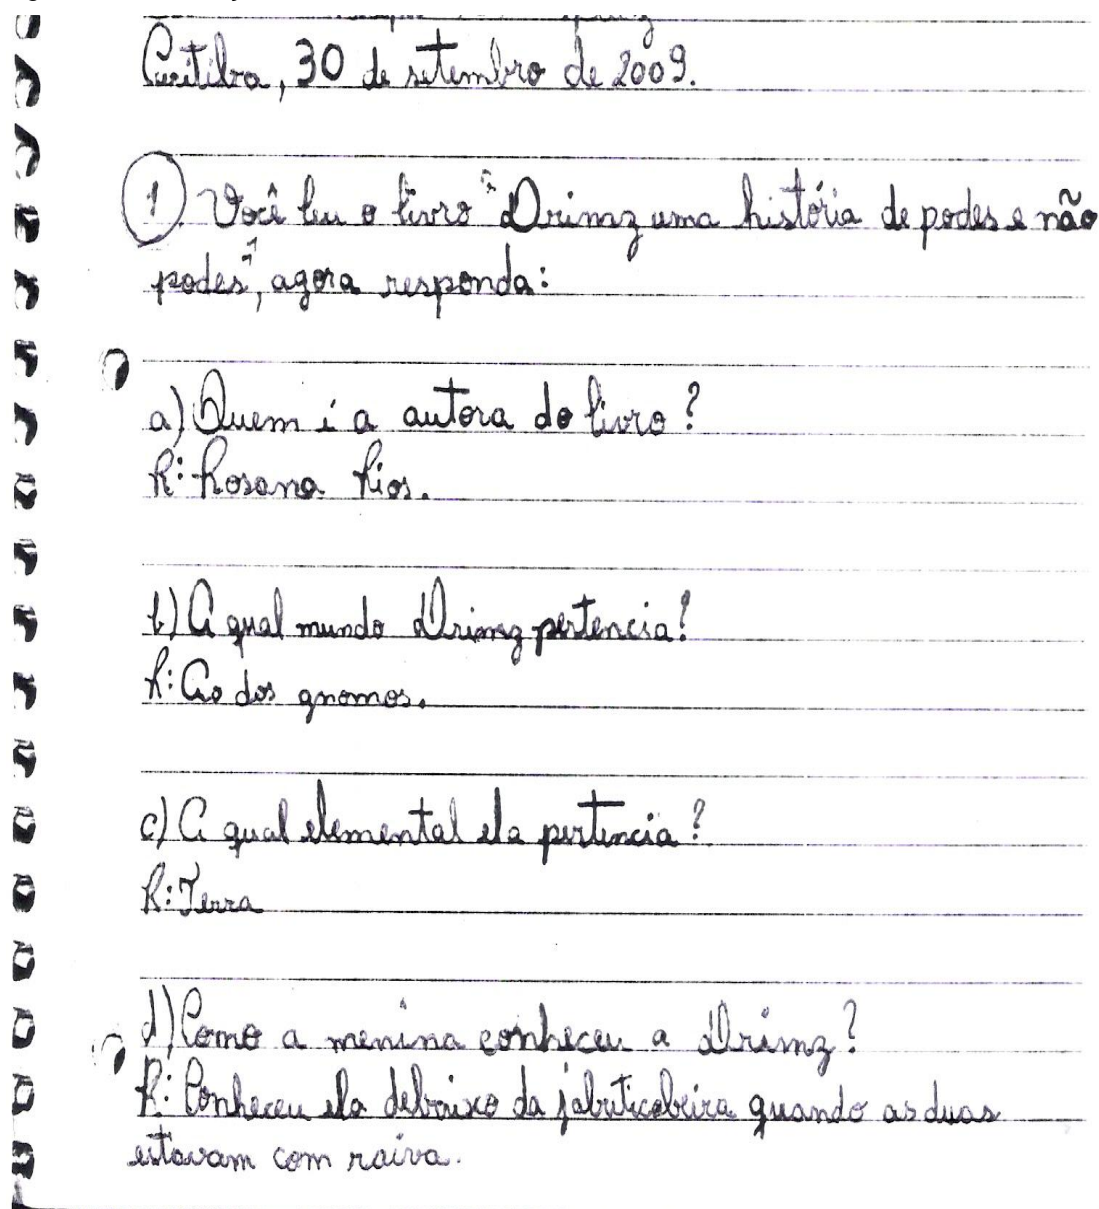 Curitiba, 30 de setembro de 2009.
1. Você leu o livro "Drimz uma história de podes e não
podes", agora responda:
a) Quem é a autora do livro?
R: Rosana Rios.
b) A qual mundo Drimz pertencia?
R: Ao dos gnomos.
c) A qual elemental ela pertencia?
R: Terra
d) Como a menina conheceu a Drimz?
R: Conheceu ela debaixo da jabuticabeira quando as duas
estavam com raiva.